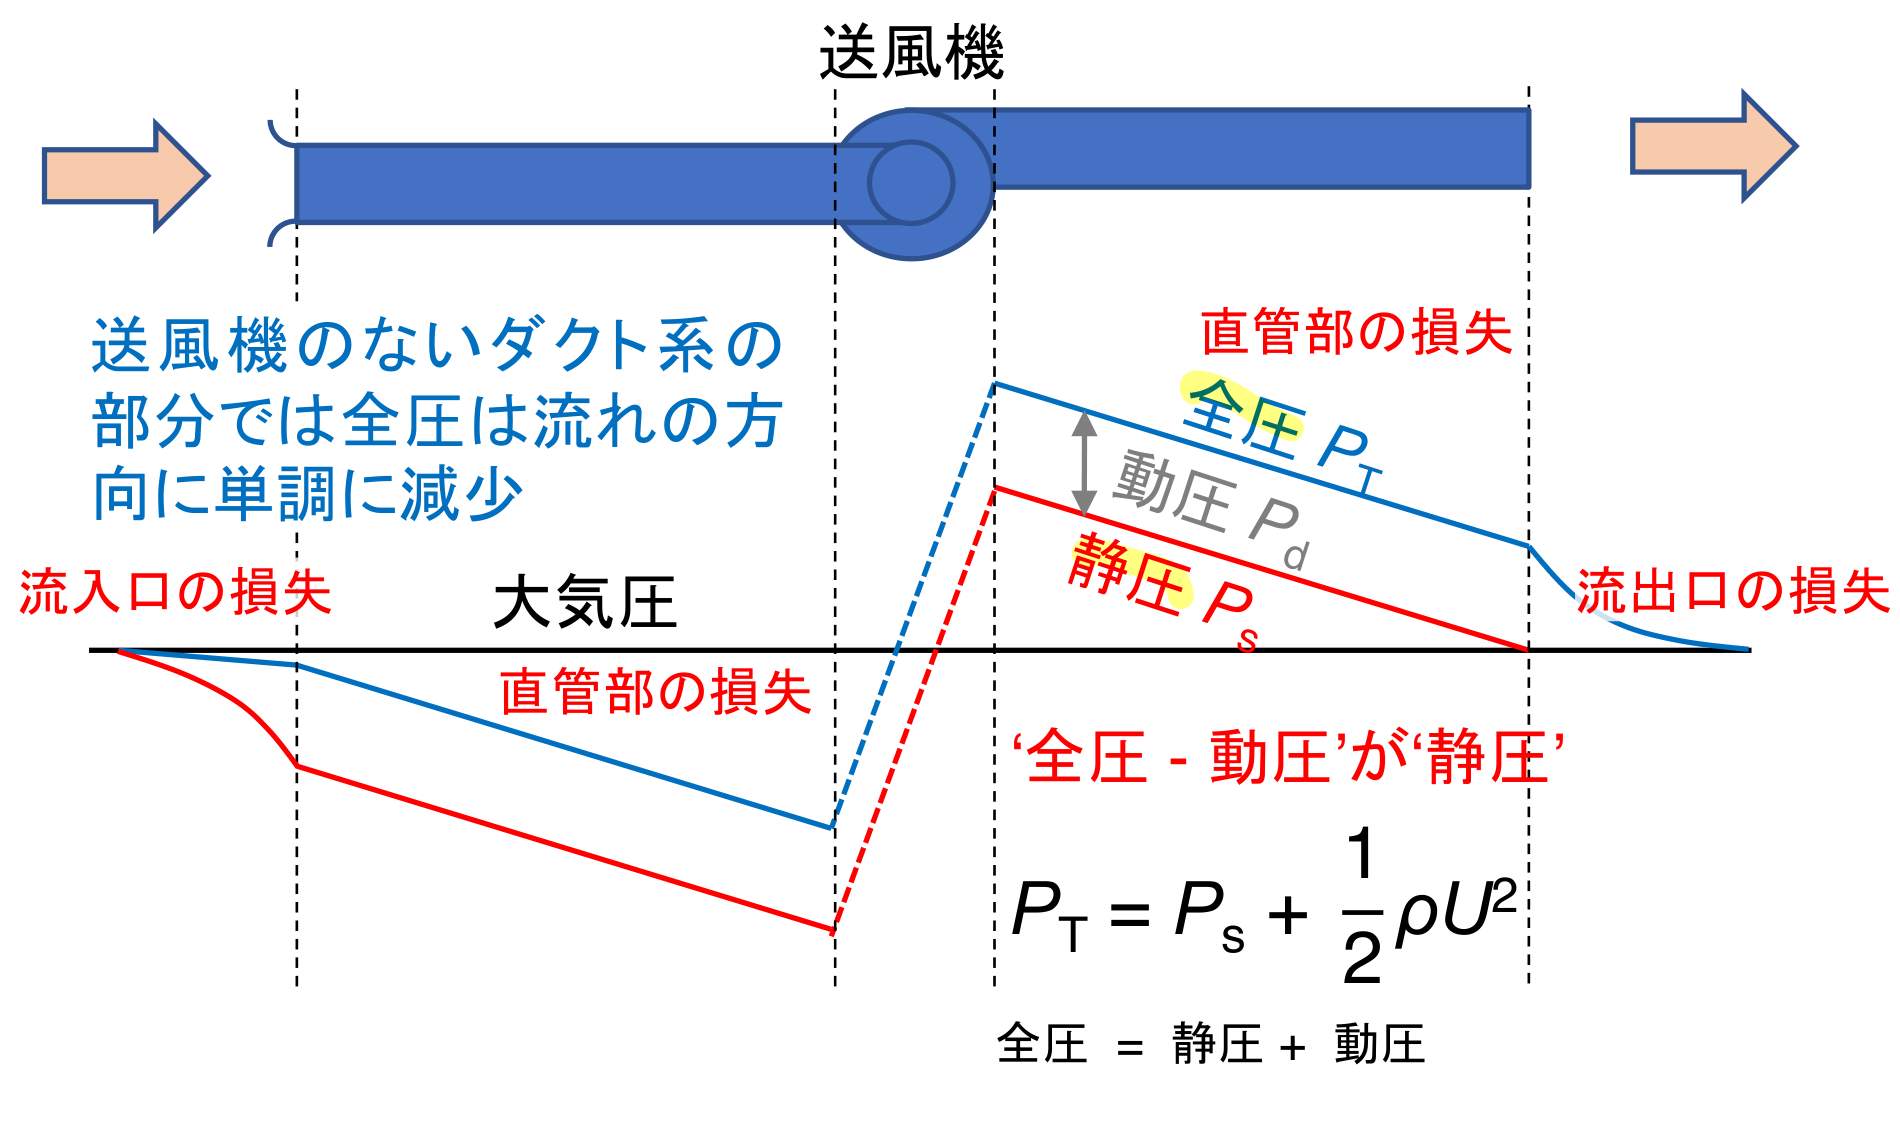 送風機
送風機のないダクト系の
部分では全圧は流れの方
向に単調に減少
直管部の損失
全圧 PT
動圧 Pd
静圧 Ps
流入口の損失
大気圧
流出口の損失
直管部の損失
‘全圧 - 動圧’が‘静圧’
PT = Ps + 1/2 ρU²
全圧 = 静圧 + 動圧